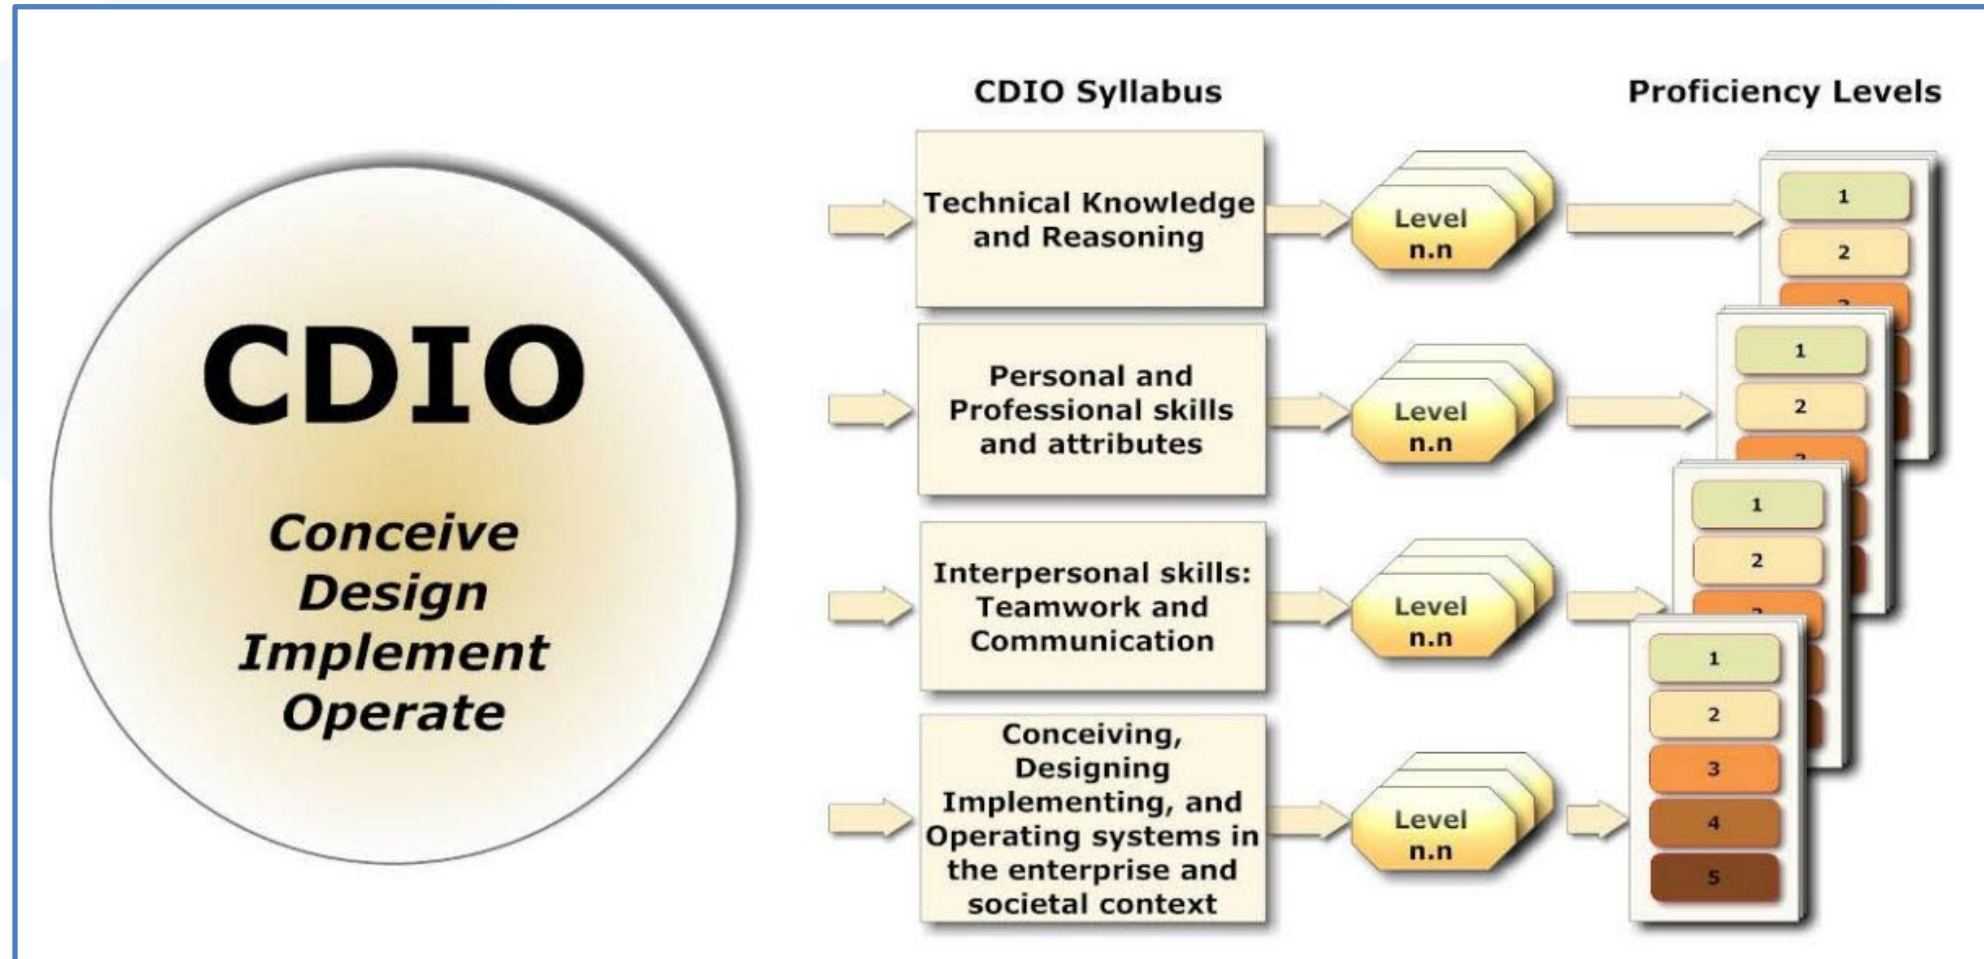 CDIO
Conceive
Design
Implement
Operate
CDIO Syllabus
Proficiency Levels
Technical Knowledge
and Reasoning
Level
n.n
1
2
Personal and
Professional skills
and attributes
Level
n.n
1
2
Interpersonal skills:
Teamwork and
Communication
Level
n.n
1
2
Conceiving,
Designing
Implementing, and
Operating systems in
the enterprise and
societal context
Level
n.n
1
2
3
4
5